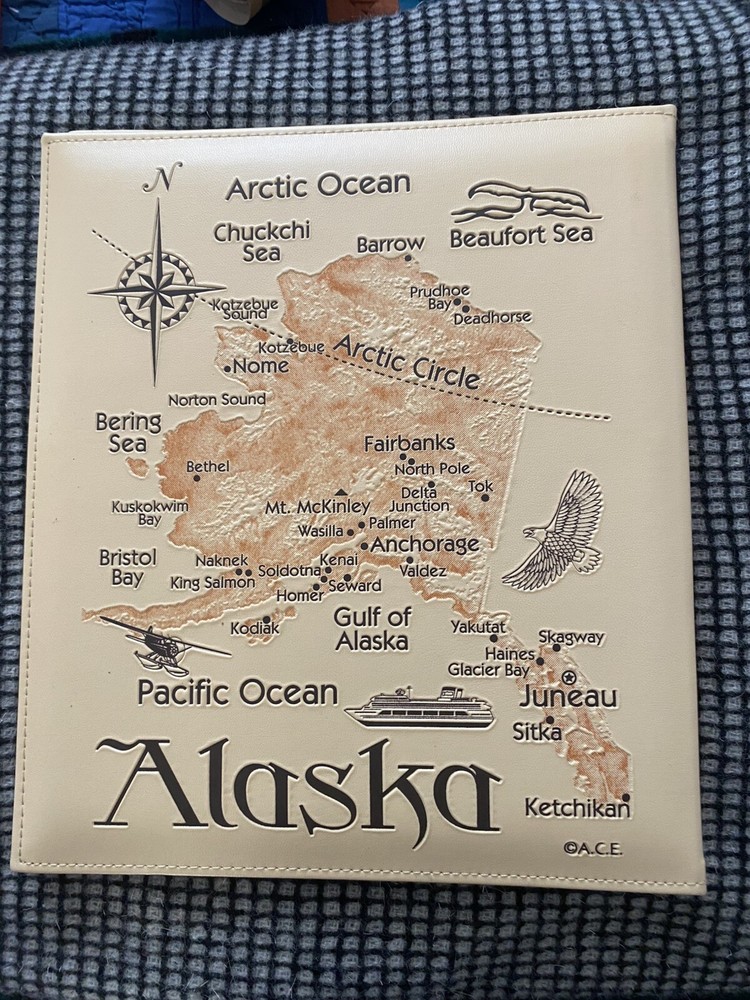 N
Arctic Ocean
Chuckchi
Sea
Barrow
Beaufort Sea
Prudhoe
Bay
Deadhorse
Kotzebue
Sound
Kotzebue
Arctic Circle
Nome
Norton Sound
Bering
Sea
Fairbanks
North Pole
Bethel
Delta
Junction
Tok
Mt. McKinley
Kuskokwim
Bay
Palmer
Wasilla
Anchorage
Bristol
Bay
Naknek
King Salmon
Soldotna
Kenai
Valdez
Seward
Homer
Kodiak
Gulf of
Alaska
Yakutat
Skagway
Haines
Glacier Bay
Pacific Ocean
Juneau
Sitka
Alaska
Ketchikan
©A.C.E.